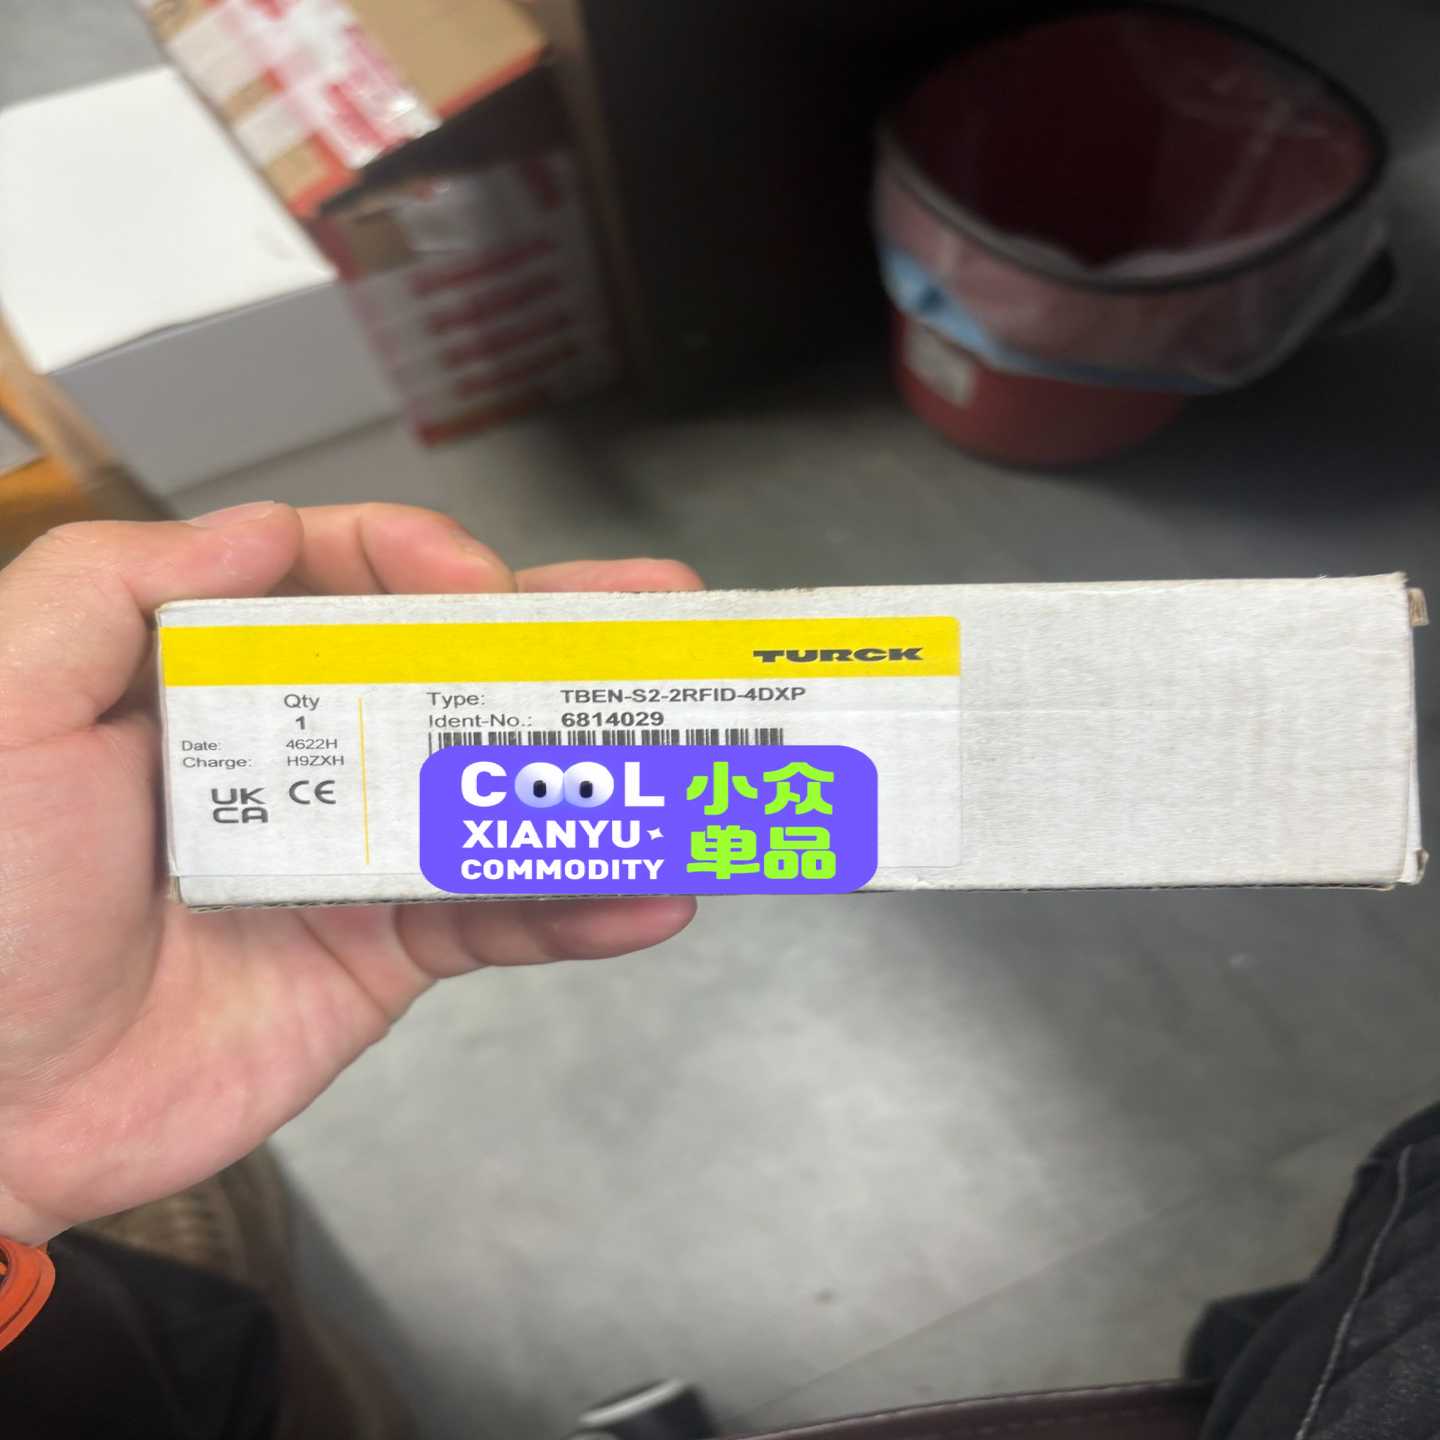 TURCK
Qty
1
Type: TBEN-S2-2RFID-4DXP
Ident-No.: 6814029
Date: 4622H
Charge: H9ZXH
UK
CA
CE
COOL
XIANYU
COMMODITY
小众
单品